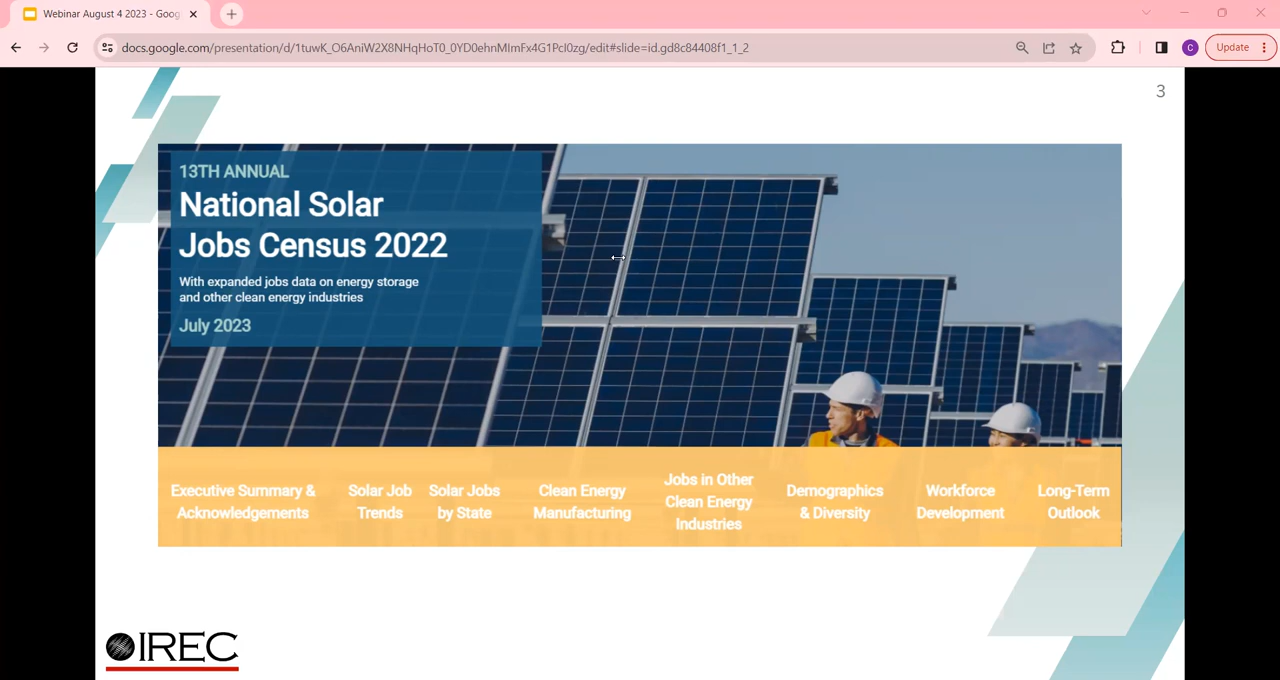 Webinar August 4 2023 - Goog
docs.google.com/presentation/d/1tuwK_O6AniW2X8NHqHoT0_0YD0ehnMImFx4G1PcI0zg/edit#slide=id.gd8c84408f1_1_2
C
Update
3
13TH ANNUAL
National Solar
Jobs Census 2022
With expanded jobs data on energy storage
and other clean energy industries
July 2023
Executive Summary &
Acknowledgements
Solar Job
Trends
Solar Jobs
by State
Clean Energy
Manufacturing
Jobs in Other
Clean Energy
Industries
Demographics
& Diversity
Workforce
Development
Long-Term
Outlook
IREC